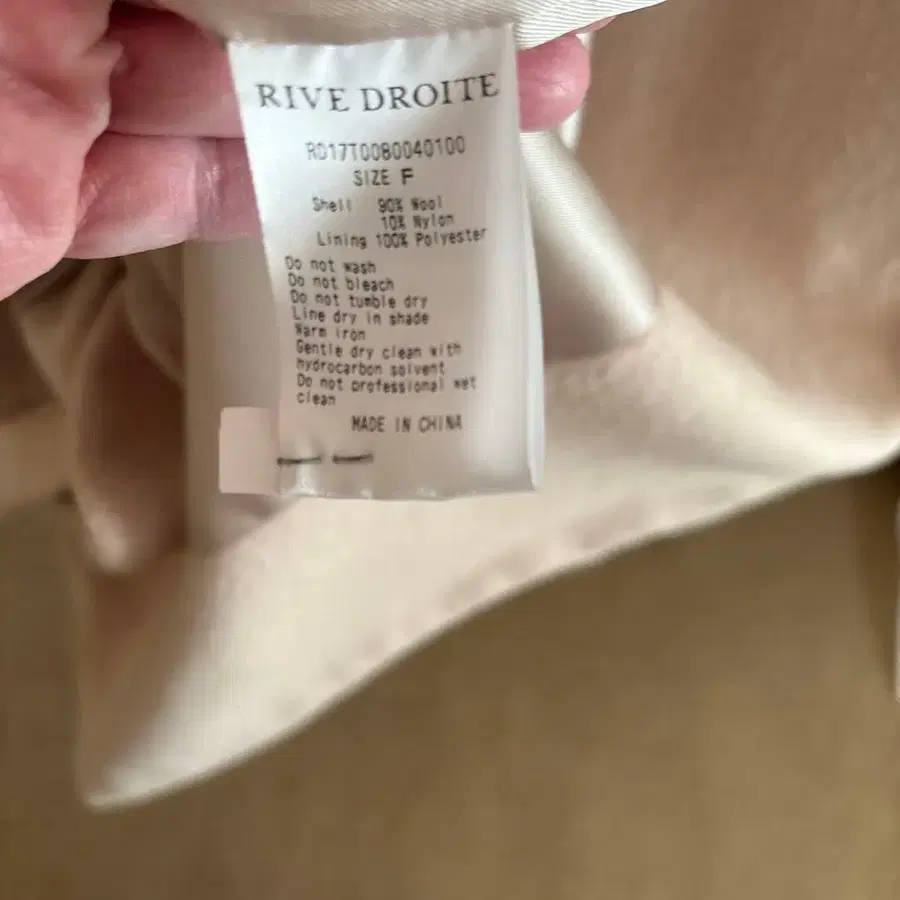 RIVE DROITE
RD17T0080040100
SIZE F
Shell 90% Wool
10% Nylon
Lining 100% Polyester
Do not wash
Do not bleach
Do not tumble dry
Line dry in shade
Warm iron
Gentle dry clean with
hydrocarbon solvent
Do not professional wet
clean
MADE IN CHINA